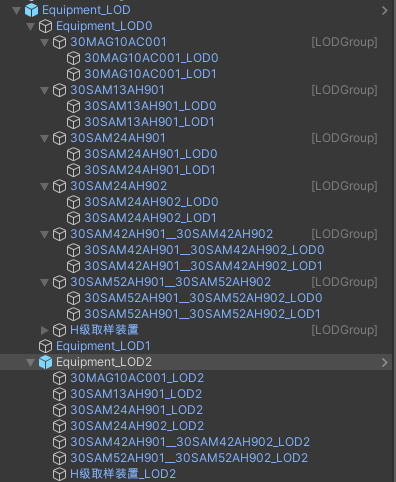 Equipment_LOD
Equipment_LOD0
30MAG10AC001 [LODGroup]
30MAG10AC001_LOD0
30MAG10AC001_LOD1
30SAM13AH901 [LODGroup]
30SAM13AH901_LOD0
30SAM13AH901_LOD1
30SAM24AH901 [LODGroup]
30SAM24AH901_LOD0
30SAM24AH901_LOD1
30SAM24AH902 [LODGroup]
30SAM24AH902_LOD0
30SAM24AH902_LOD1
30SAM42AH901__30SAM42AH902 [LODGroup]
30SAM42AH901__30SAM42AH902_LOD0
30SAM42AH901__30SAM42AH902_LOD1
30SAM52AH901__30SAM52AH902 [LODGroup]
30SAM52AH901__30SAM52AH902_LOD0
30SAM52AH901__30SAM52AH902_LOD1
H级取样装置 [LODGroup]
Equipment_LOD1
Equipment_LOD2
30MAG10AC001_LOD2
30SAM13AH901_LOD2
30SAM24AH901_LOD2
30SAM24AH902_LOD2
30SAM42AH901__30SAM42AH902_LOD2
30SAM52AH901__30SAM52AH902_LOD2
H级取样装置_LOD2